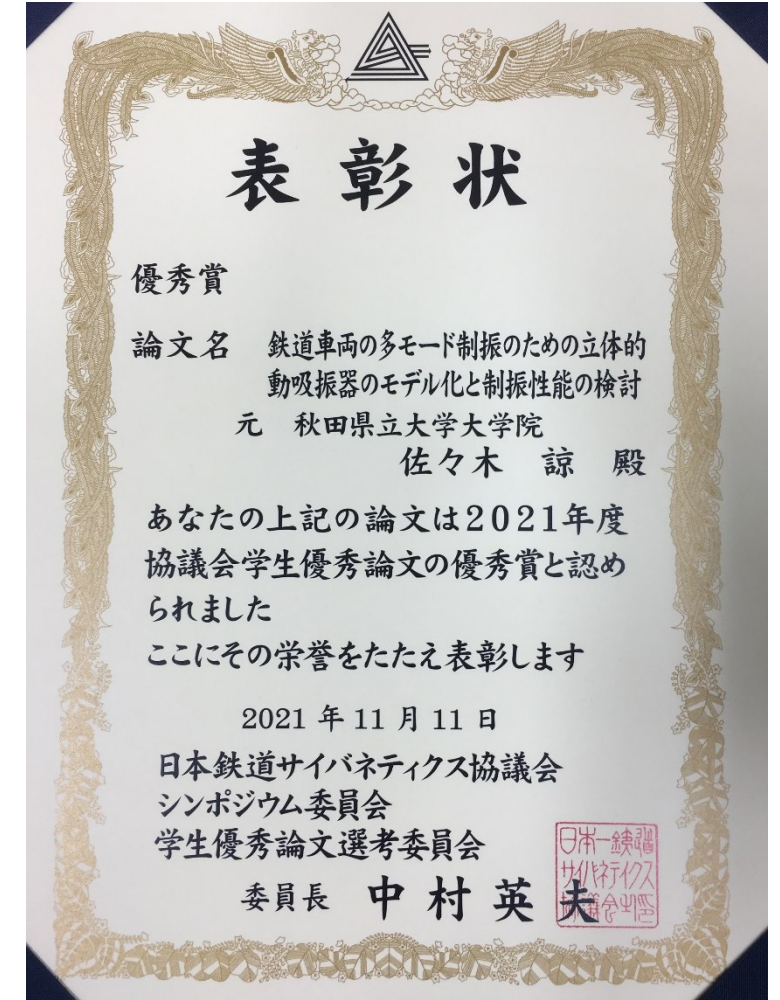 表彰状
優秀賞
論文名 鉄道車両の多モード制振のための立体的
動吸振器のモデル化と制振性能の検討
元 秋田県立大学大学院
佐々木 諒 殿
あなたの上記の論文は2021年度
協議会学生優秀論文の優秀賞と認め
られました
ここにその栄誉をたたえ表彰します
2021年11月11日
日本鉄道サイバネティクス協議会
シンポジウム委員会
学生優秀論文選考委員会
委員長 中村英夫